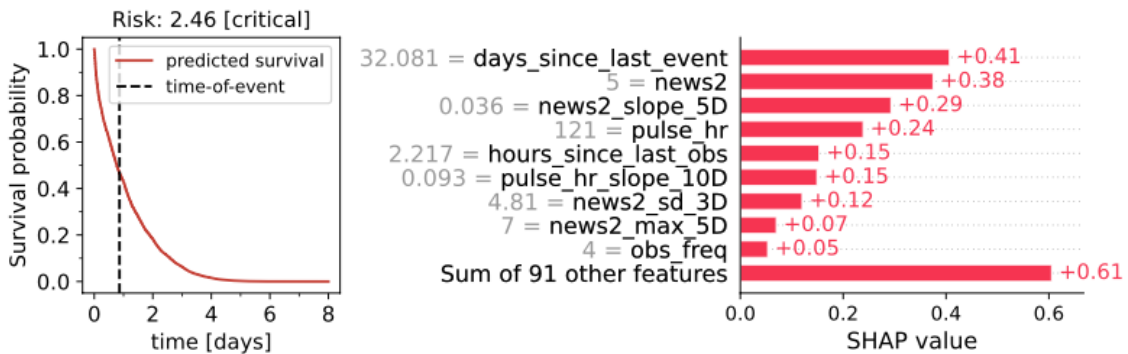 Risk: 2.46 [critical]
Survival probability
1.0
0.8
0.6
0.4
0.2
0.0
predicted survival
time-of-event
0 2 4 6 8
time [days]
32.081 = days_since_last_event +0.41
5 = news2 +0.38
0.036 = news2_slope_5D +0.29
121 = pulse_hr +0.24
2.217 = hours_since_last_obs +0.15
0.093 = pulse_hr_slope_10D +0.15
4.81 = news2_sd_3D +0.12
7 = news2_max_5D +0.07
4 = obs_freq +0.05
Sum of 91 other features +0.61
0.0 0.2 0.4 0.6
SHAP value